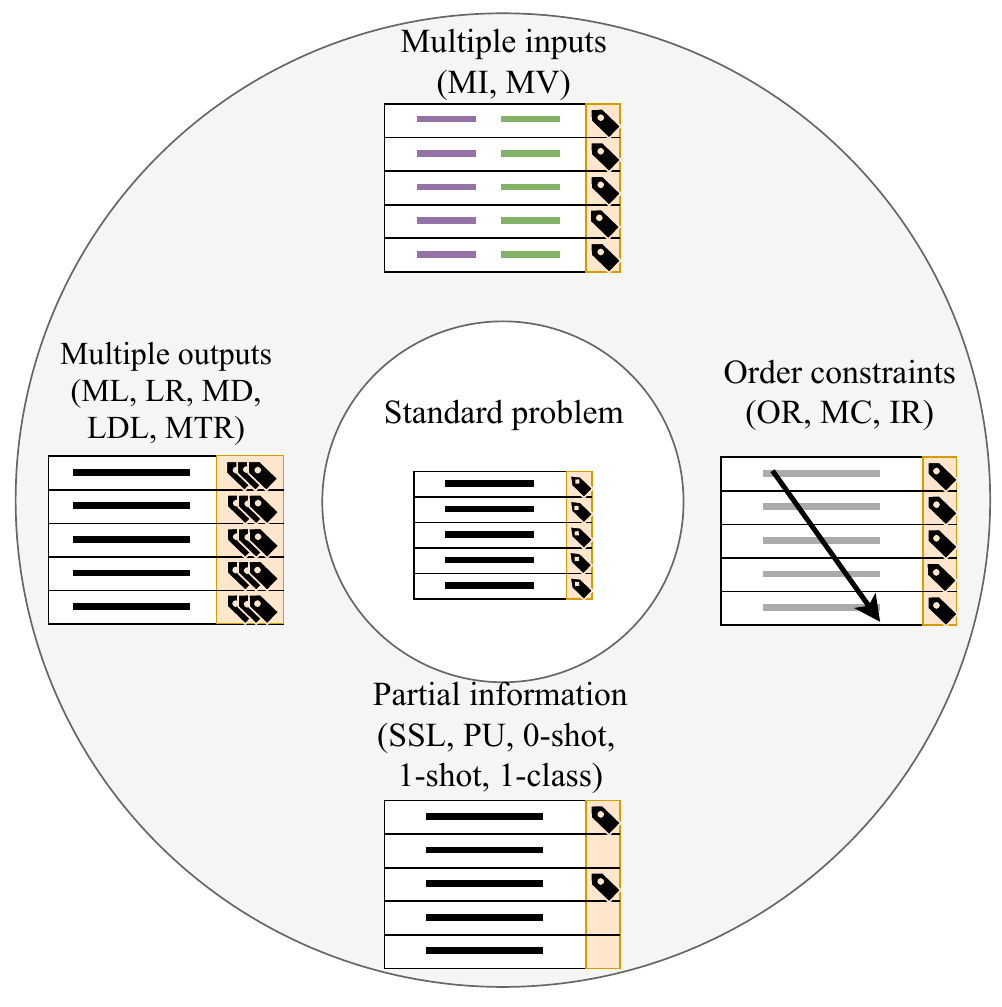 Multiple inputs
(MI, MV)
Multiple outputs
(ML, LR, MD,
LDL, MTR)
Standard problem
Order constraints
(OR, MC, IR)
Partial information
(SSL, PU, 0-shot,
1-shot, 1-class)